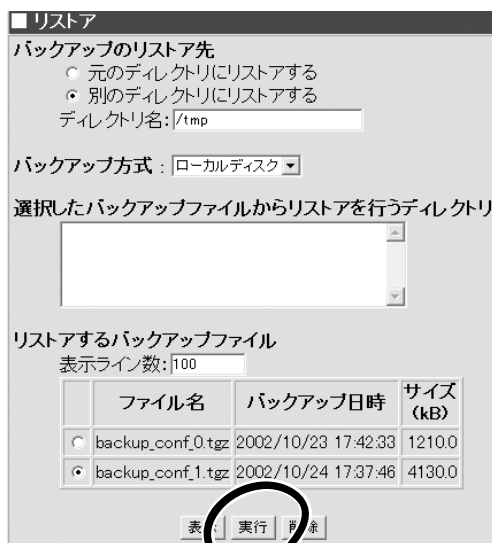 ■ リストア
バックアップのリストア先
元のディレクトリにリストアする
別のディレクトリにリストアする
ディレクトリ名: /tmp
バックアップ方式 : ローカルディスク
選択したバックアップファイルからリストアを行うディレクトリ
リストアするバックアップファイル
表示ライン数: 100
ファイル名 バックアップ日時 サイズ
(kB)
backup_conf_0.tgz 2002/10/23 17:42:33 1210.0
backup_conf_1.tgz 2002/10/24 17:37:46 4130.0
表示 実行 削除